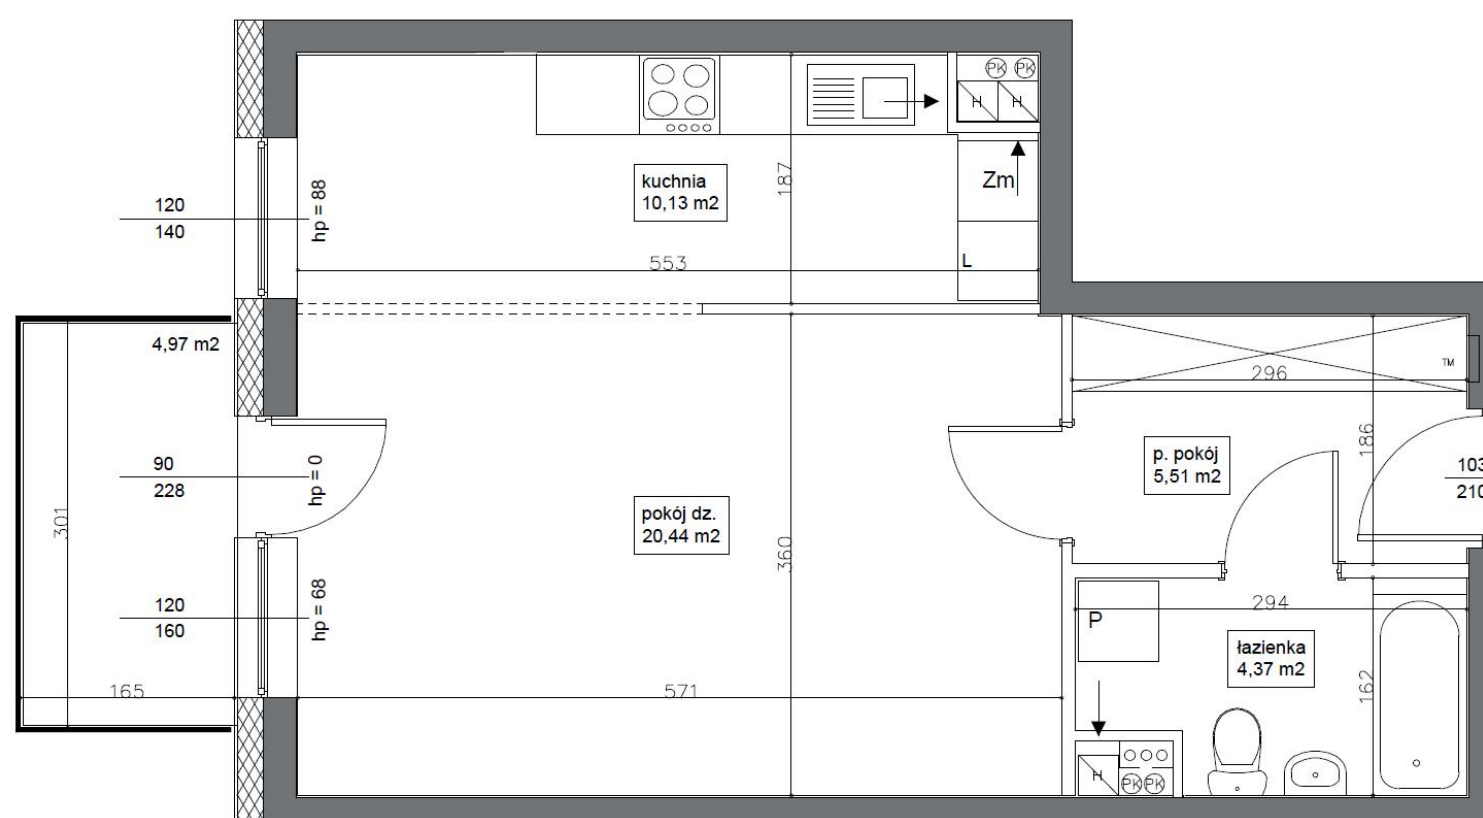 PK PK
H H
kuchnia
10,13 m2
187
Zm
120
140
hp = 88
553
L
4,97 m2
TM
296
186
p. pokój
5,51 m2
90
228
hp = 0
103
210
301
pokój dz.
20,44 m2
360
120
160
hp = 68
294
P
łazienka
4,37 m2
165
571
162
H
PK PK